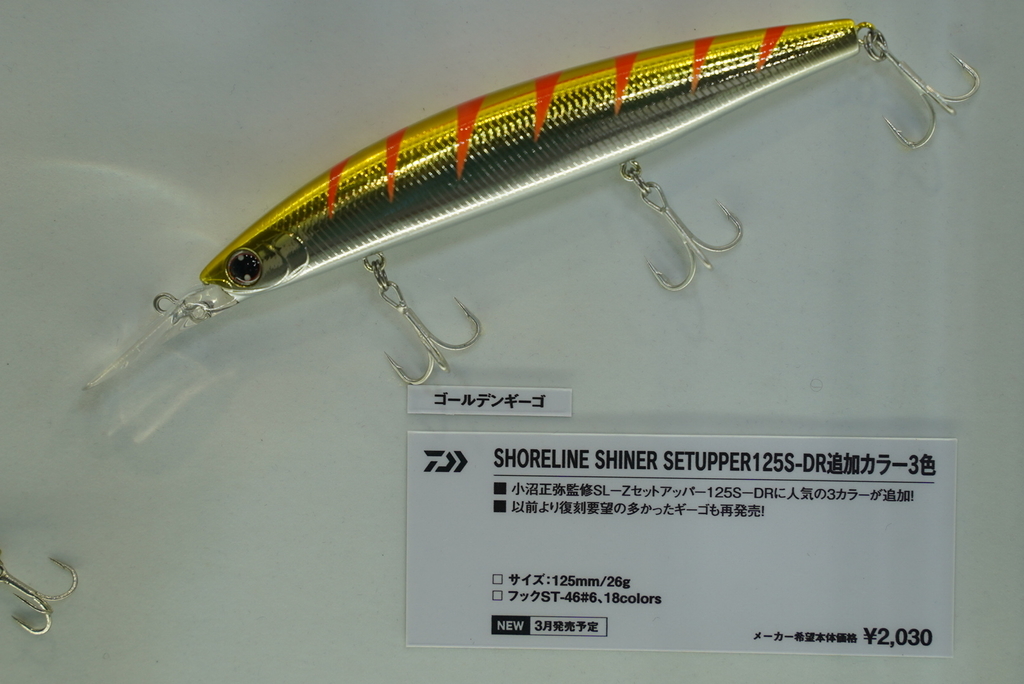 ゴールデンギーゴ
SHORELINE SHINER SETUPPER125S-DR追加カラー3色
■ 小沼正弥監修SL－Zセットアッパー125S－DRに人気の3カラーが追加!
■ 以前より復刻要望の多かったギーゴも再発売!
□ サイズ:125mm/26g
□ フックST-46#6、18colors
NEW 3月発売予定
メーカー希望本体価格 ¥2,030